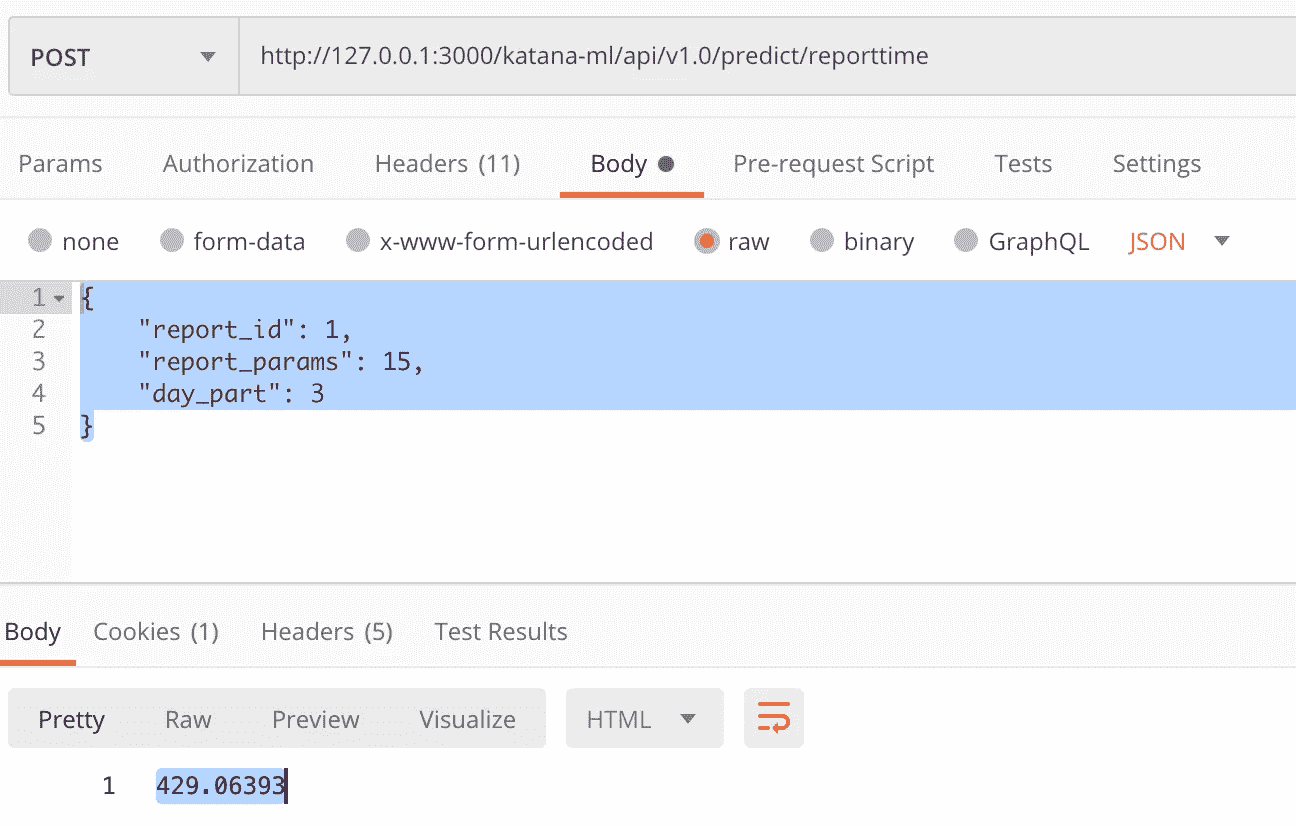 POST http://127.0.0.1:3000/katana-ml/api/v1.0/predict/reporttime
Params Authorization Headers (11) Body Pre-request Script Tests Settings
none form-data x-www-form-urlencoded raw binary GraphQL JSON
1 {
2 "report_id": 1,
3 "report_params": 15,
4 "day_part": 3
5 }
Body Cookies (1) Headers (5) Test Results
Pretty Raw Preview Visualize HTML
1 429.06393